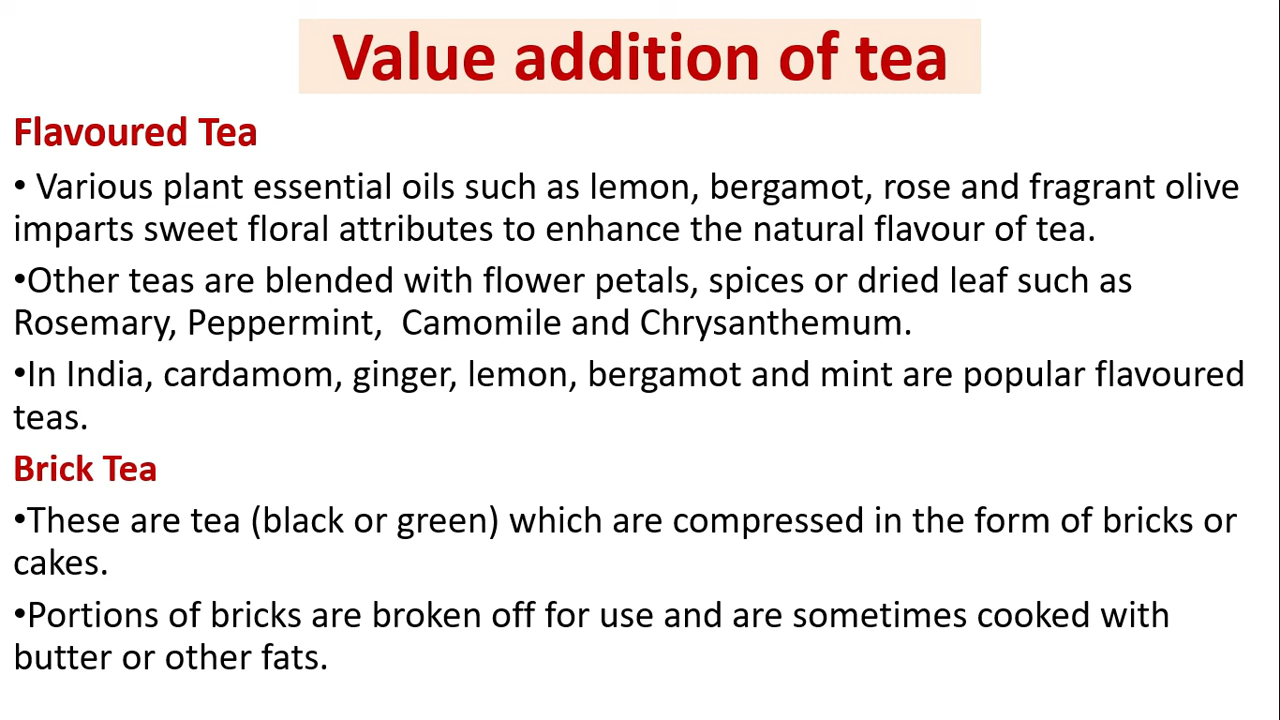 Value addition of tea
Flavoured Tea
• Various plant essential oils such as lemon, bergamot, rose and fragrant olive
imparts sweet floral attributes to enhance the natural flavour of tea.
•Other teas are blended with flower petals, spices or dried leaf such as
Rosemary, Peppermint,  Camomile and Chrysanthemum.
•In India, cardamom, ginger, lemon, bergamot and mint are popular flavoured
teas.
Brick Tea
•These are tea (black or green) which are compressed in the form of bricks or
cakes.
•Portions of bricks are broken off for use and are sometimes cooked with
butter or other fats.